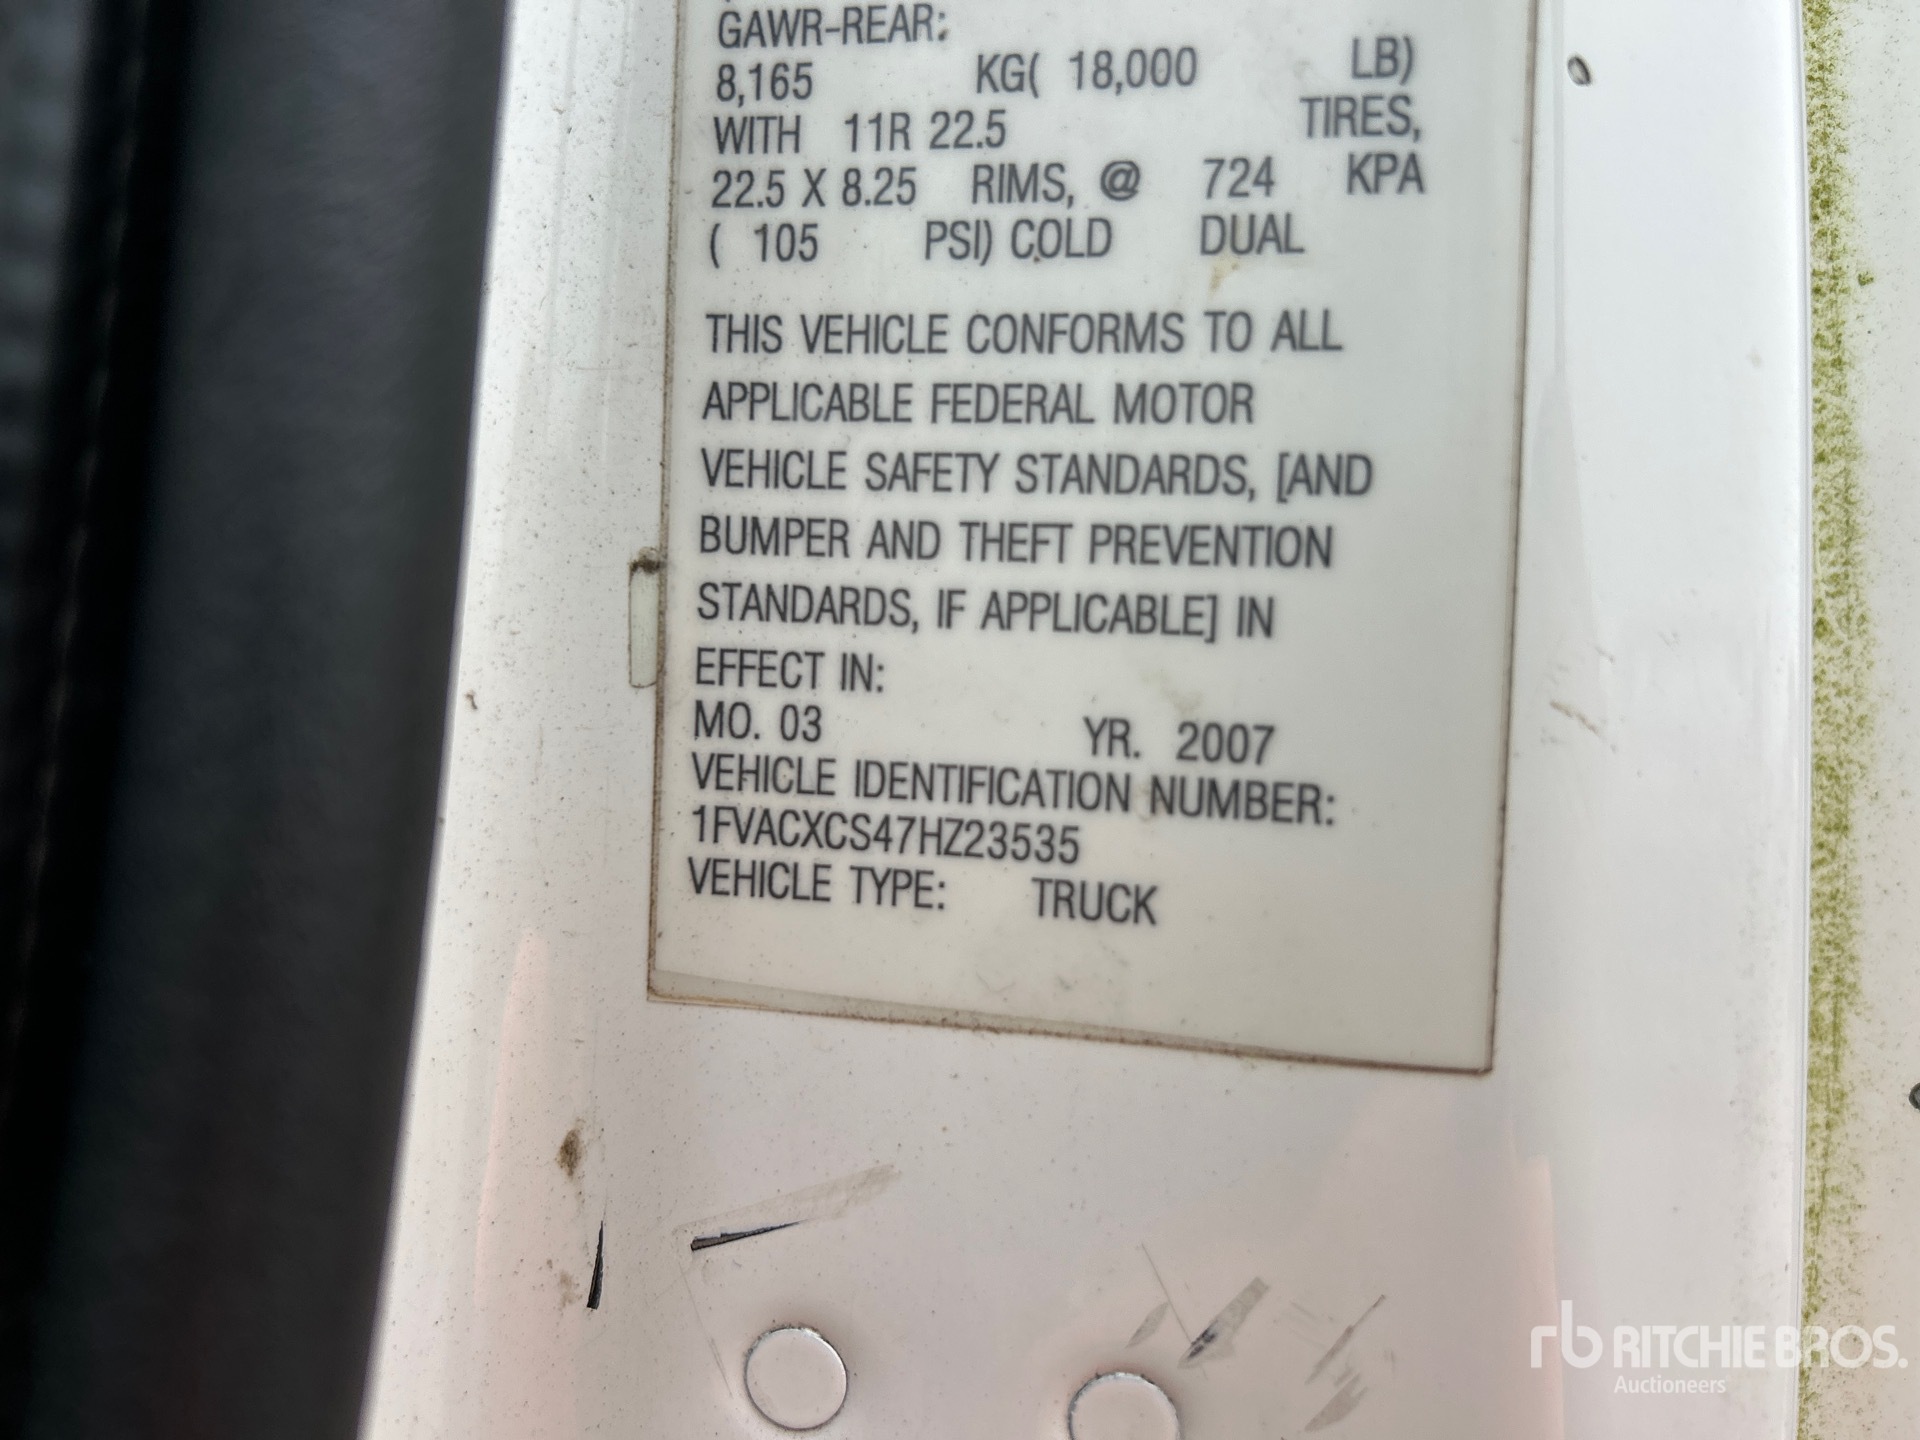 GAWR-REAR:
8,165 KG( 18,000 LB)
WITH 11R 22.5 TIRES,
22.5 X 8.25 RIMS, @ 724 KPA
( 105 PSI) COLD DUAL
THIS VEHICLE CONFORMS TO ALL
APPLICABLE FEDERAL MOTOR
VEHICLE SAFETY STANDARDS, [AND
BUMPER AND THEFT PREVENTION
STANDARDS, IF APPLICABLE] IN
EFFECT IN:
MO. 03 YR. 2007
VEHICLE IDENTIFICATION NUMBER:
1FVACXCS47HZ23535
VEHICLE TYPE: TRUCK
rb RITCHIE BROS.
Auctioneers